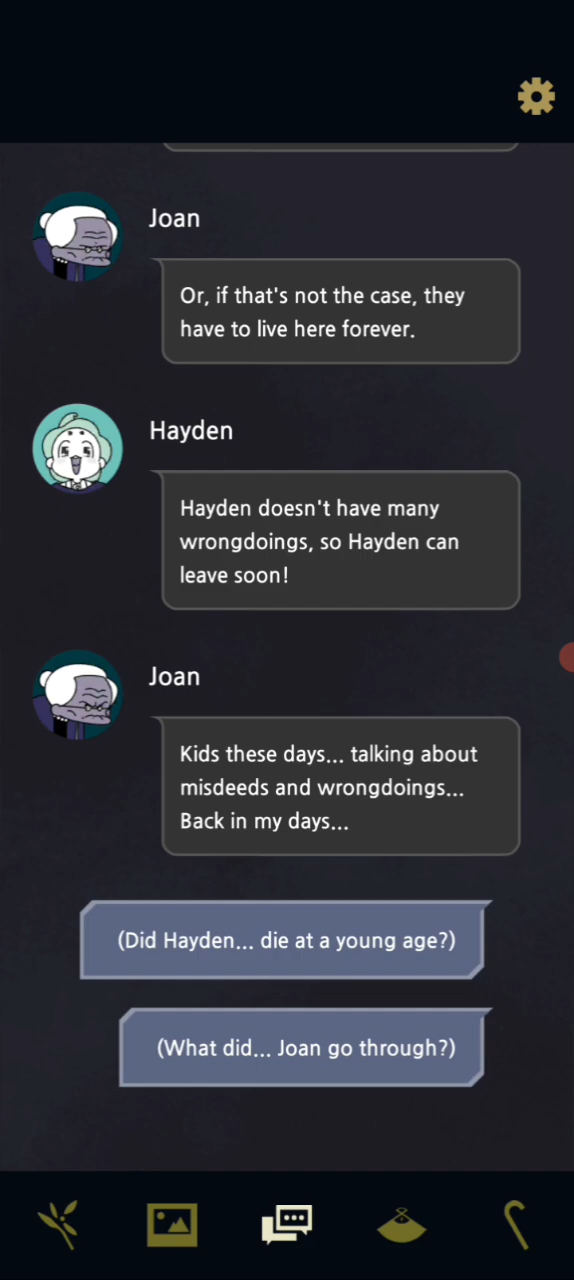 Joan
Or, if that's not the case, they
have to live here forever.
Hayden
Hayden doesn't have many
wrongdoings, so Hayden can
leave soon!
Joan
Kids these days... talking about
misdeeds and wrongdoings...
Back in my days...
(Did Hayden... die at a young age?)
(What did... Joan go through?)